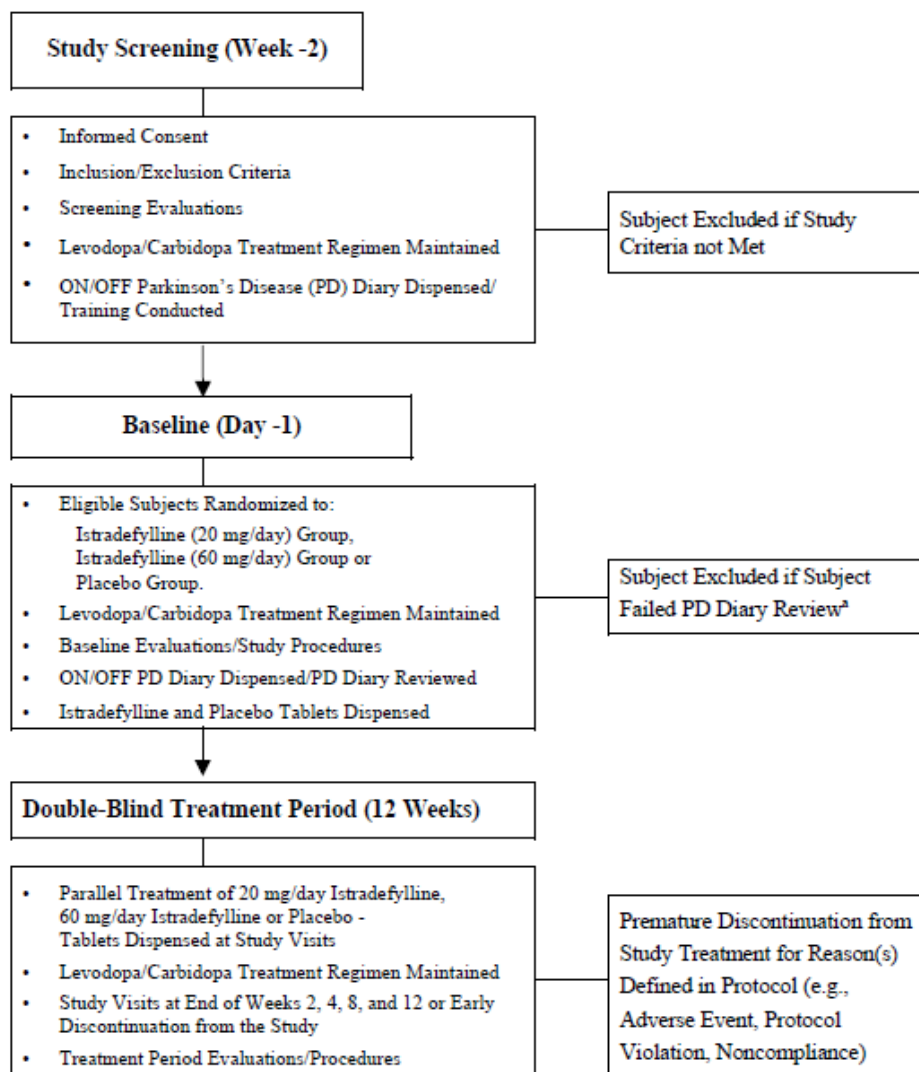 Study Screening (Week -2)
• Informed Consent
• Inclusion/Exclusion Criteria
• Screening Evaluations
• Levodopa/Carbidopa Treatment Regimen Maintained
• ON/OFF Parkinson's Disease (PD) Diary Dispensed/
Training Conducted
Subject Excluded if Study
Criteria not Met
Baseline (Day -1)
• Eligible Subjects Randomized to:
Istradefylline (20 mg/day) Group,
Istradefylline (60 mg/day) Group or
Placebo Group.
• Levodopa/Carbidopa Treatment Regimen Maintained
• Baseline Evaluations/Study Procedures
• ON/OFF PD Diary Dispensed/PD Diary Reviewed
• Istradefylline and Placebo Tablets Dispensed
Subject Excluded if Subject
Failed PD Diary Reviewᵃ
Double-Blind Treatment Period (12 Weeks)
• Parallel Treatment of 20 mg/day Istradefylline,
60 mg/day Istradefylline or Placebo -
Tablets Dispensed at Study Visits
• Levodopa/Carbidopa Treatment Regimen Maintained
• Study Visits at End of Weeks 2, 4, 8, and 12 or Early
Discontinuation from the Study
• Treatment Period Evaluations/Procedures
Premature Discontinuation from
Study Treatment for Reason(s)
Defined in Protocol (e.g.,
Adverse Event, Protocol
Violation, Noncompliance)